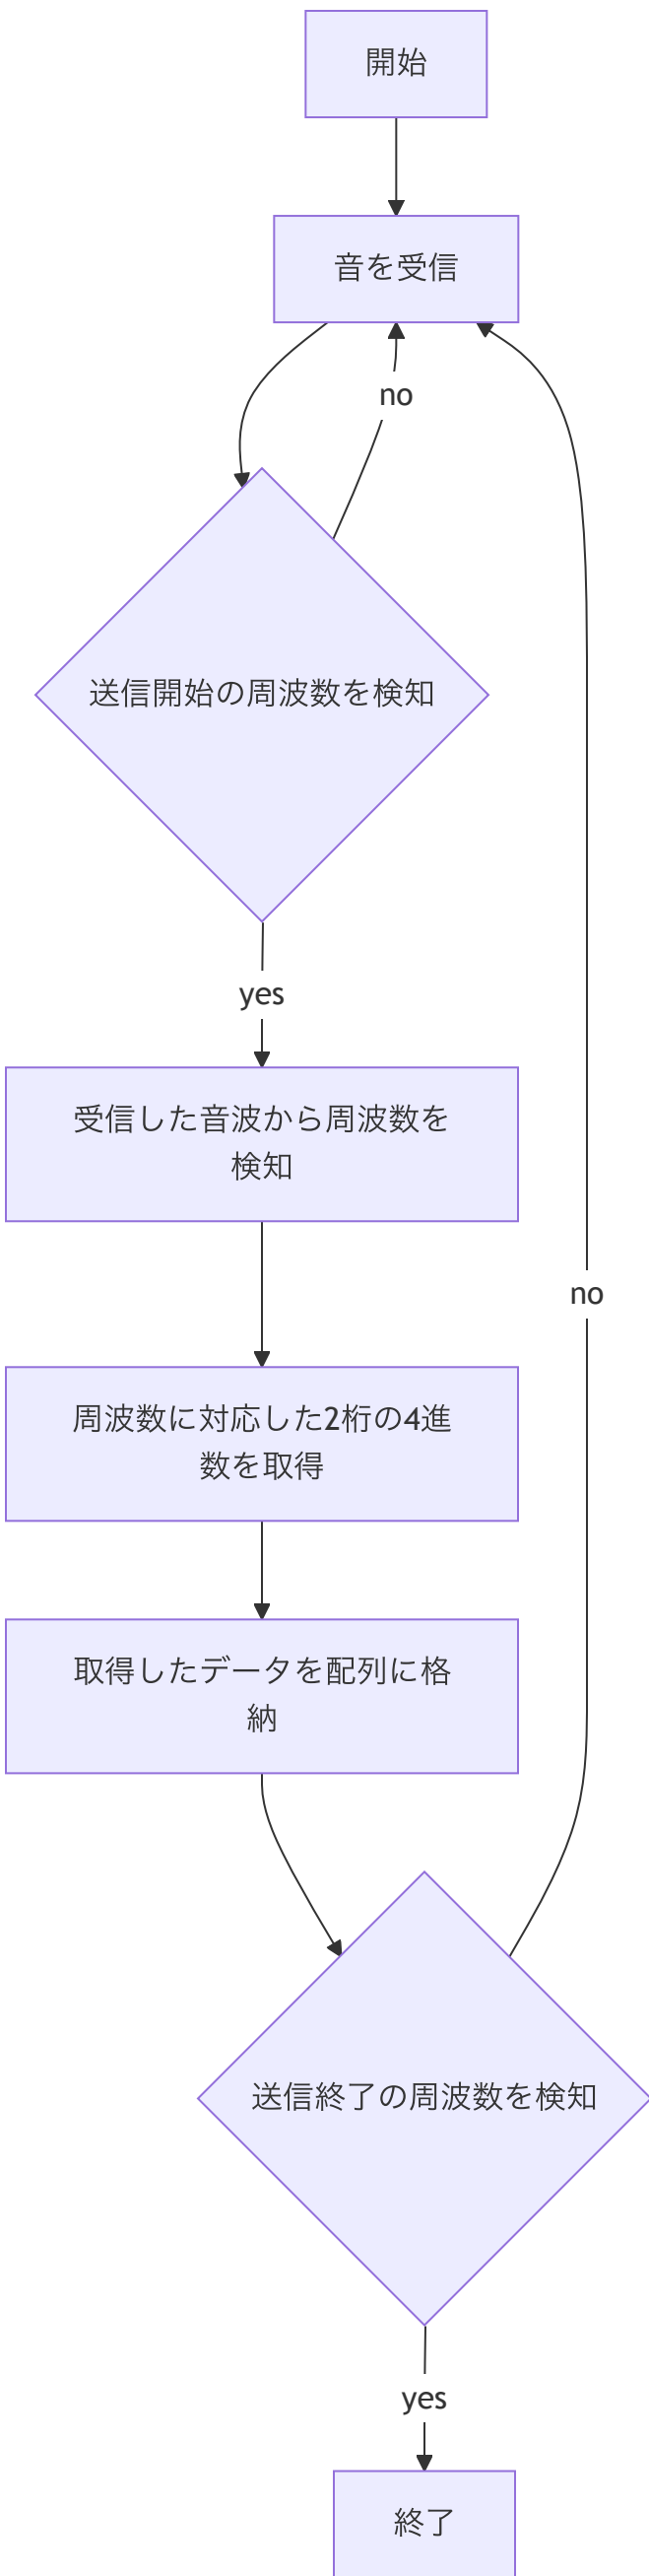 開始
音を受信
no
送信開始の周波数を検知
yes
受信した音波から周波数を
検知
no
周波数に対応した2桁の4進
数を取得
取得したデータを配列に格
納
送信終了の周波数を検知
yes
終了